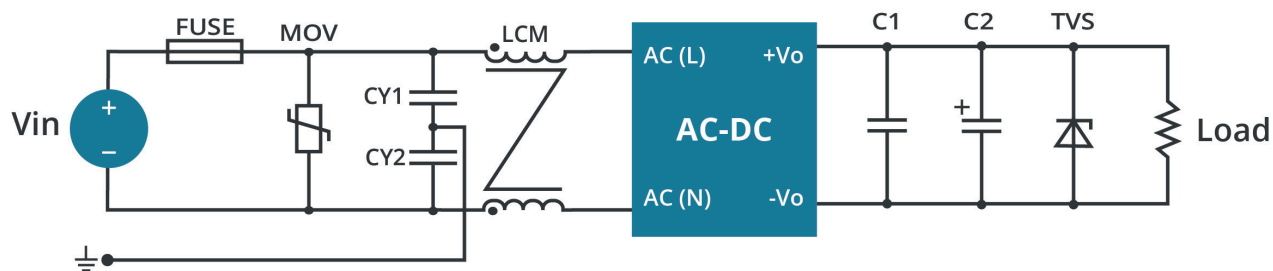 FUSE
MOV
LCM
C1
C2
TVS
AC (L)
+Vo
CY1
+
+
Vin
AC-DC
Load
−
CY2
AC (N)
-Vo